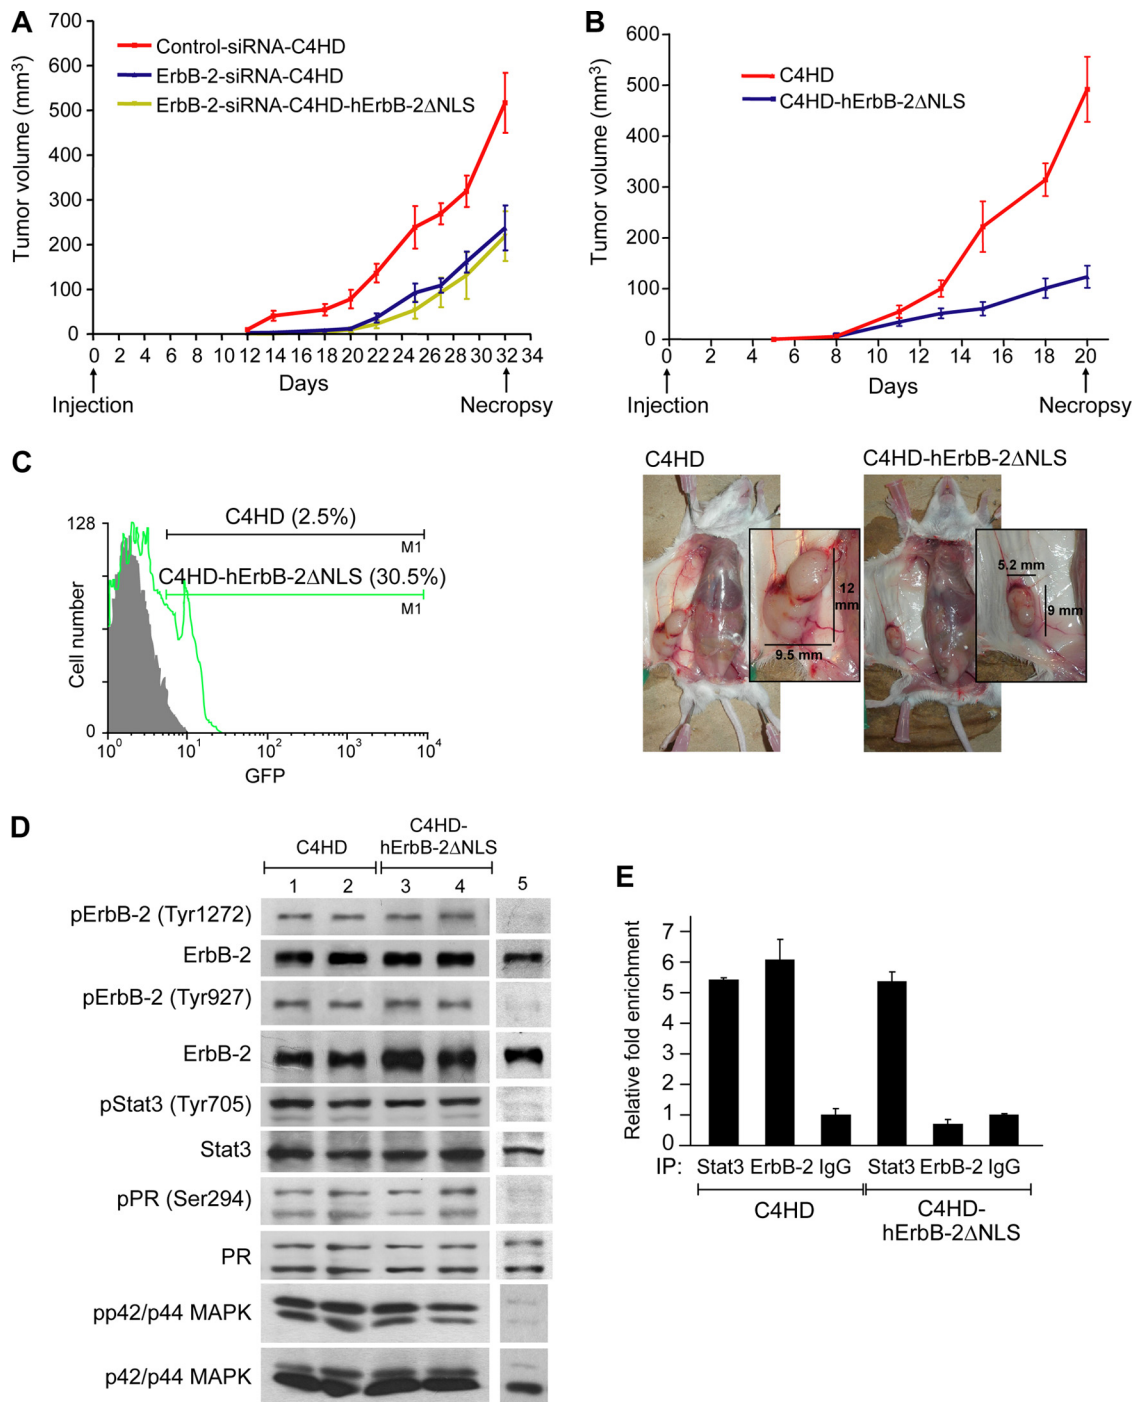 A
700
600
500
400
300
200
100
0
Tumor volume (mm3)
Control-siRNA-C4HD
ErbB-2-siRNA-C4HD
ErbB-2-siRNA-C4HD-hErbB-2ΔNLS
0 2 4 6 8 10 12 14 16 18 20 22 24 26 28 30 32 34
Days
Injection
Necropsy
B
600
500
400
300
200
100
0
Tumor volume (mm3)
C4HD
C4HD-hErbB-2ΔNLS
0 2 4 6 8 10 12 14 16 18 20
Days
Injection
Necropsy
C4HD
C4HD-hErbB-2ΔNLS
12 mm
9.5 mm
5.2 mm
9 mm
C
128
0
Cell number
C4HD (2.5%)
M1
C4HD-hErbB-2ΔNLS (30.5%)
M1
10^0 10^1 10^2 10^3 10^4
GFP
D
C4HD
C4HD-
hErbB-2ΔNLS
1 2 3 4 5
pErbB-2 (Tyr1272)
ErbB-2
pErbB-2 (Tyr927)
ErbB-2
pStat3 (Tyr705)
Stat3
pPR (Ser294)
PR
pp42/p44 MAPK
p42/p44 MAPK
E
7
6
5
4
3
2
1
0
Relative fold enrichment
IP: Stat3 ErbB-2 IgG Stat3 ErbB-2 IgG
C4HD
C4HD-
hErbB-2ΔNLS